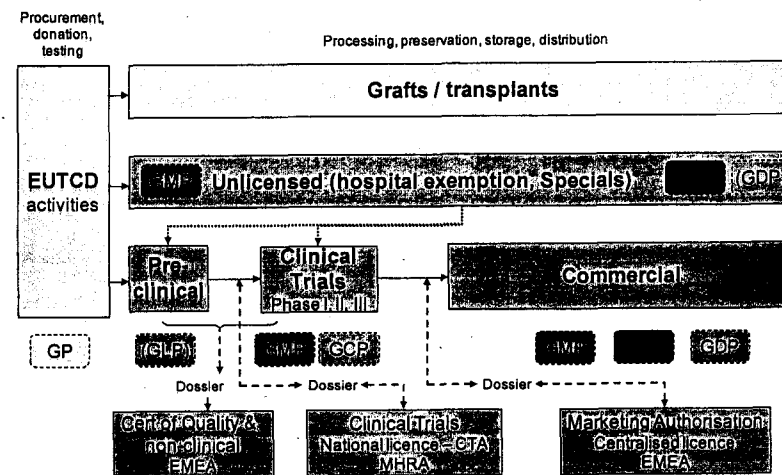 Procurement,
donation,
testing
Processing, preservation, storage, distribution
Grafts / transplants
EUTCD
activities
GMP Unlicensed (hospital exemption, Specials) (GDP)
Pre-
clinical
Clinical
Trials
Phase I, II, III
Commercial
GP
(GLP)
GMP
GCP
GMP
GDP
Dossier
Dossier
Dossier
Cert of Quality &
non-clinical
EMEA
Clinical Trials
National licence – CTA
MHRA
Marketing Authorisation
Centralised licence
EMEA